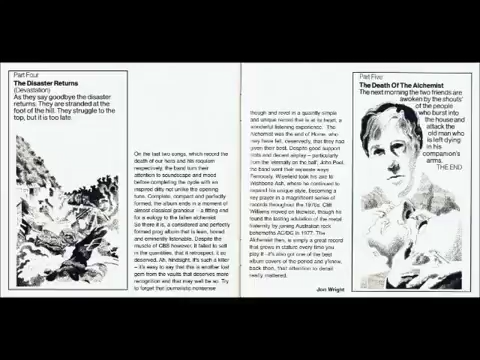 Part Four
The Disaster Returns
(Devastation)
As they say goodbye the disaster
returns. They are stranded at the
foot of the hill. They struggle to the
top, but it is too late.
On the last two songs, which record the
death of our hero and his requiem
respectively, the band turn their
attention to soundscape and mood
before completing the cycle with an
inspired ditty not unlike the opening
tune. Complete, compact and perfectly
formed, the album ends in a moment of
almost classical grandeur – a fitting end
for a eulogy to the fallen alchemist.
So there it is, a considered and perfectly
formed prog album that is lean, honed
and eminently listenable. Despite the
muscle of CBS however, it failed to sell
in the quantities, that in retrospect, it so
deserved. Ah, hindsight, it's such a killer
– it's easy to say that this is another lost
gem from the vaults that deserves more
recognition and that may well be so. Try
to forget that journalistic nonsense
though and revel in a quietly simple
and unique record that is at its heart, a
wonderful listening experience. 'The
Alchemist was the end of Home, who
may have felt, deservedly, that they had
given their best. Despite good support
slots and decent airplay – particularly
from the 'eternally on the ball', John Peel,
the band went their separate ways.
Famously, Wisefield took his axe to
Wishbone Ash, where he continued to
expand his unique style, becoming a
key player in a magnificent series of
records throughout the 1970s. Cliff
Williams moved on likewise, though he
found the lasting adulation of the metal
fraternity by joining Australian rock
behemoths AC/DC in 1977. The
Alchemist then, is simply a great record
that grows in stature every time you
play it – it's also got one of the best
album covers of the period and y'know,
back then, that attention to detail
really mattered.
Jon Wright
Part Five
The Death Of The Alchemist
The next morning the two friends are
awoken by the shouts
of the people
who burst into
the house and
attack the
old man who
is left dying
in his
companion's
arms.
THE END